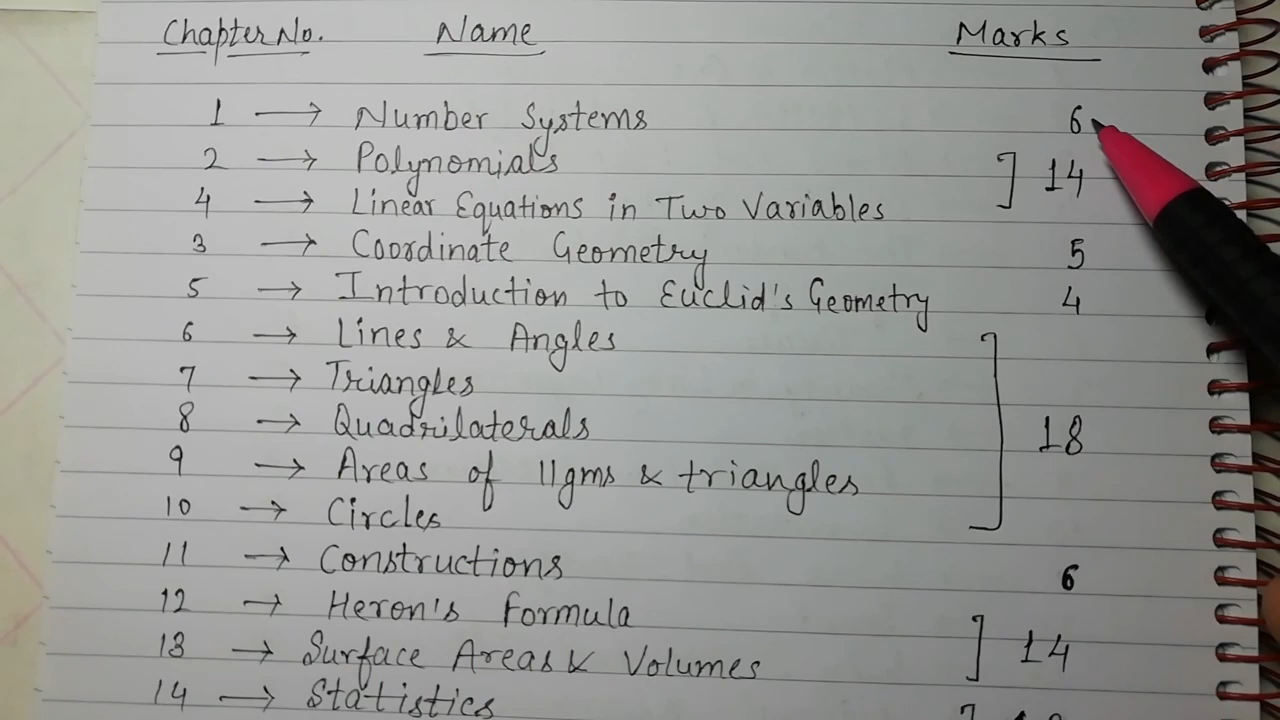 Chapter No. Name Marks
1 → Number Systems 6
2 → Polynomials
] 14
4 → Linear Equations in Two Variables
3 → Coordinate Geometry 5
5 → Introduction to Euclid's Geometry 4
6 → Lines & Angles
7 → Triangles
8 → Quadrilaterals
] 18
9 → Areas of llgms & triangles
10 → Circles
11 → Constructions 6
12 → Heron's Formula
] 14
13 → Surface Areas & Volumes
14 → Statistics